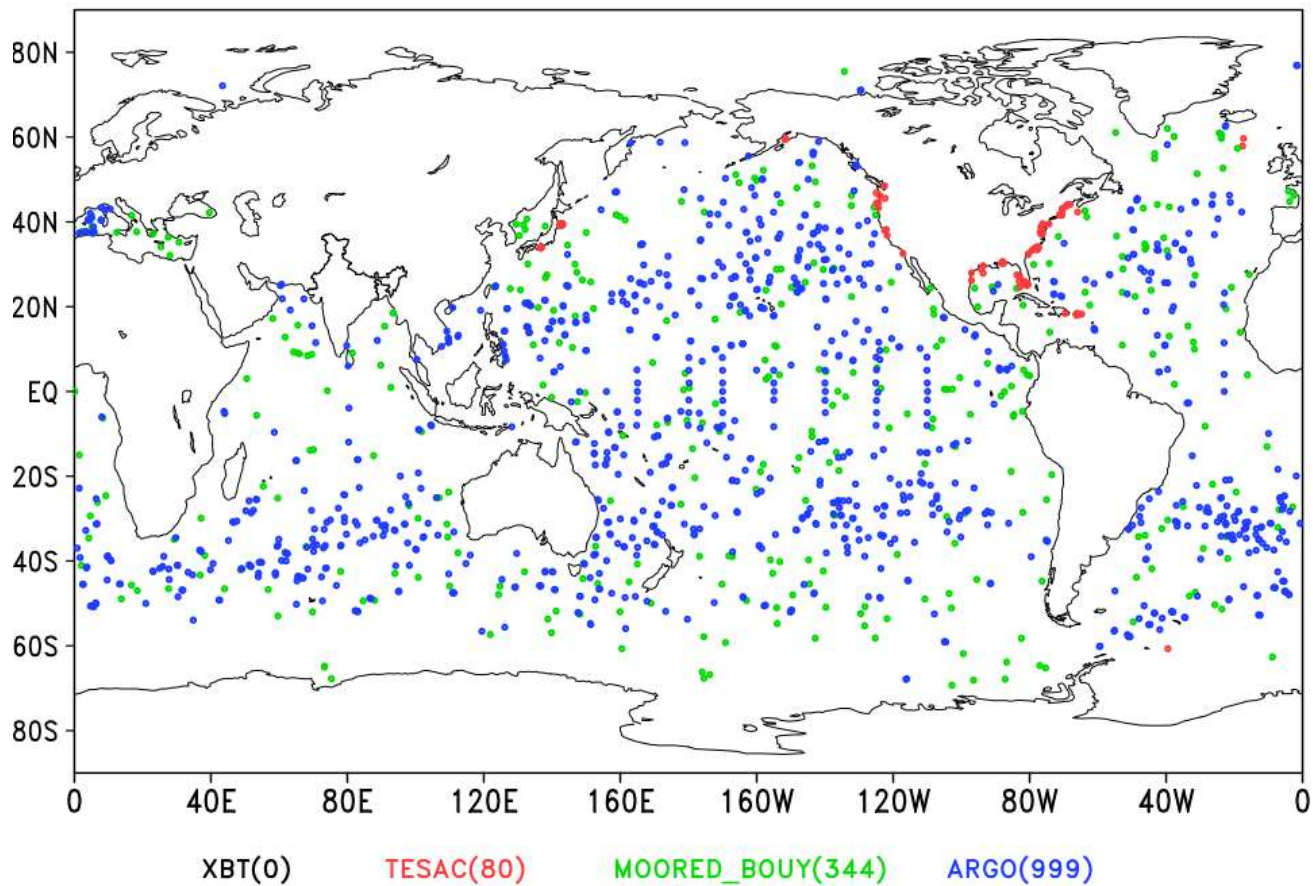 80N
60N
40N
20N
EQ
20S
40S
60S
80S
0 40E 80E 120E 160E 160W 120W 80W 40W 0
XBT(0) TESAC(80) MOORED_BOUY(344) ARGO(999)